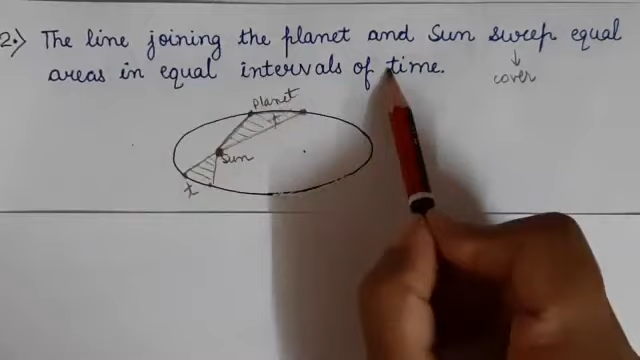 2.) The line joining the planet and Sun sweep equal
areas in equal intervals of time.
cover
planet
t
Sun
t